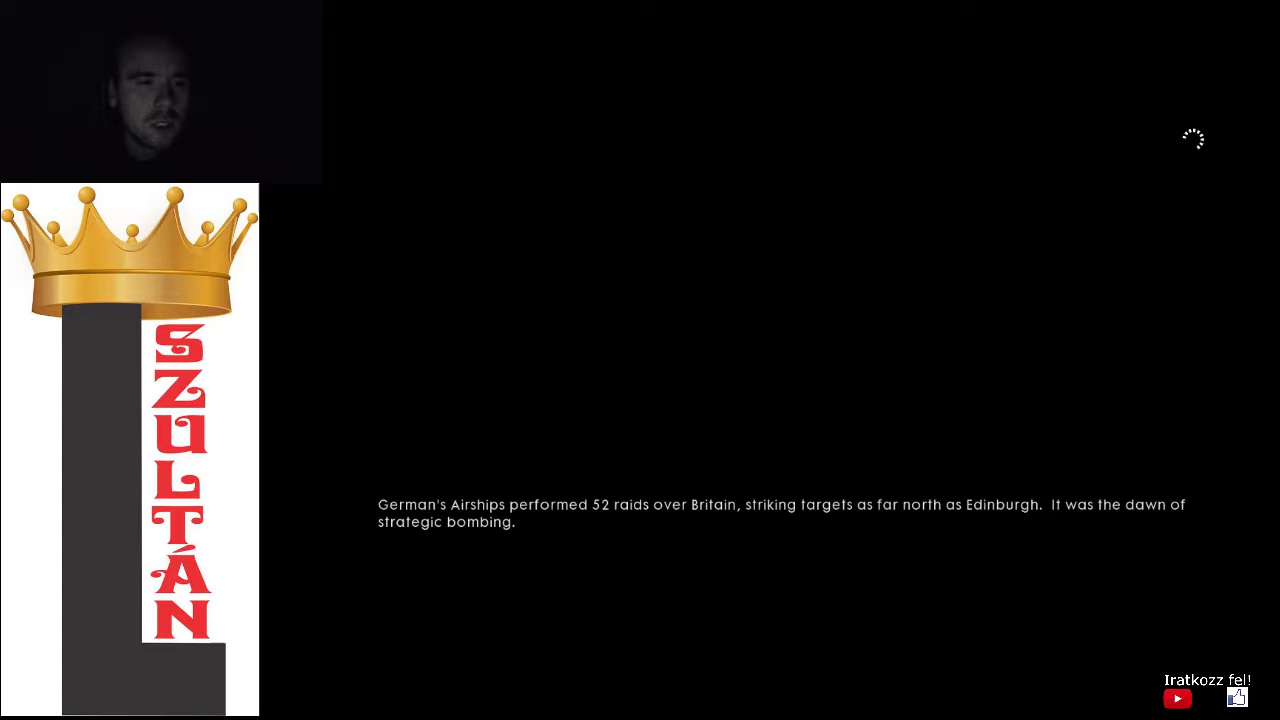 SZULTÁN
German's Airships performed 52 raids over Britain, striking targets as far north as Edinburgh. It was the dawn of
strategic bombing.
Iratkozz fel!